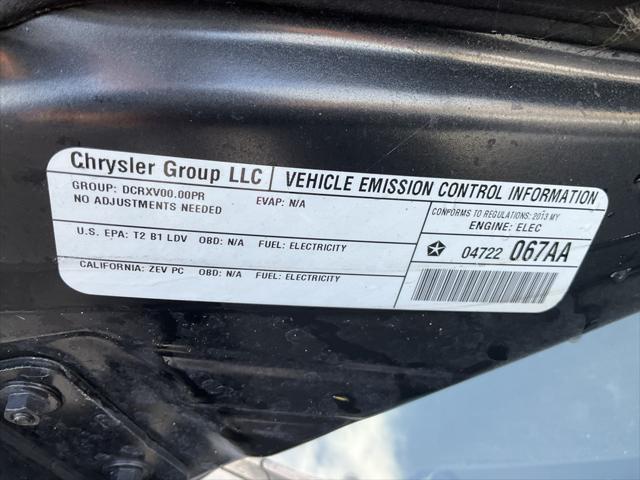 Chrysler Group LLC
VEHICLE EMISSION CONTROL INFORMATION
GROUP: DCRXV00.00PR EVAP: N/A
NO ADJUSTMENTS NEEDED
CONFORMS TO REGULATIONS: 2013 MY
ENGINE: ELEC
U.S. EPA: T2 B1 LDV OBD: N/A FUEL: ELECTRICITY
04722 067AA
CALIFORNIA: ZEV PC OBD: N/A FUEL: ELECTRICITY